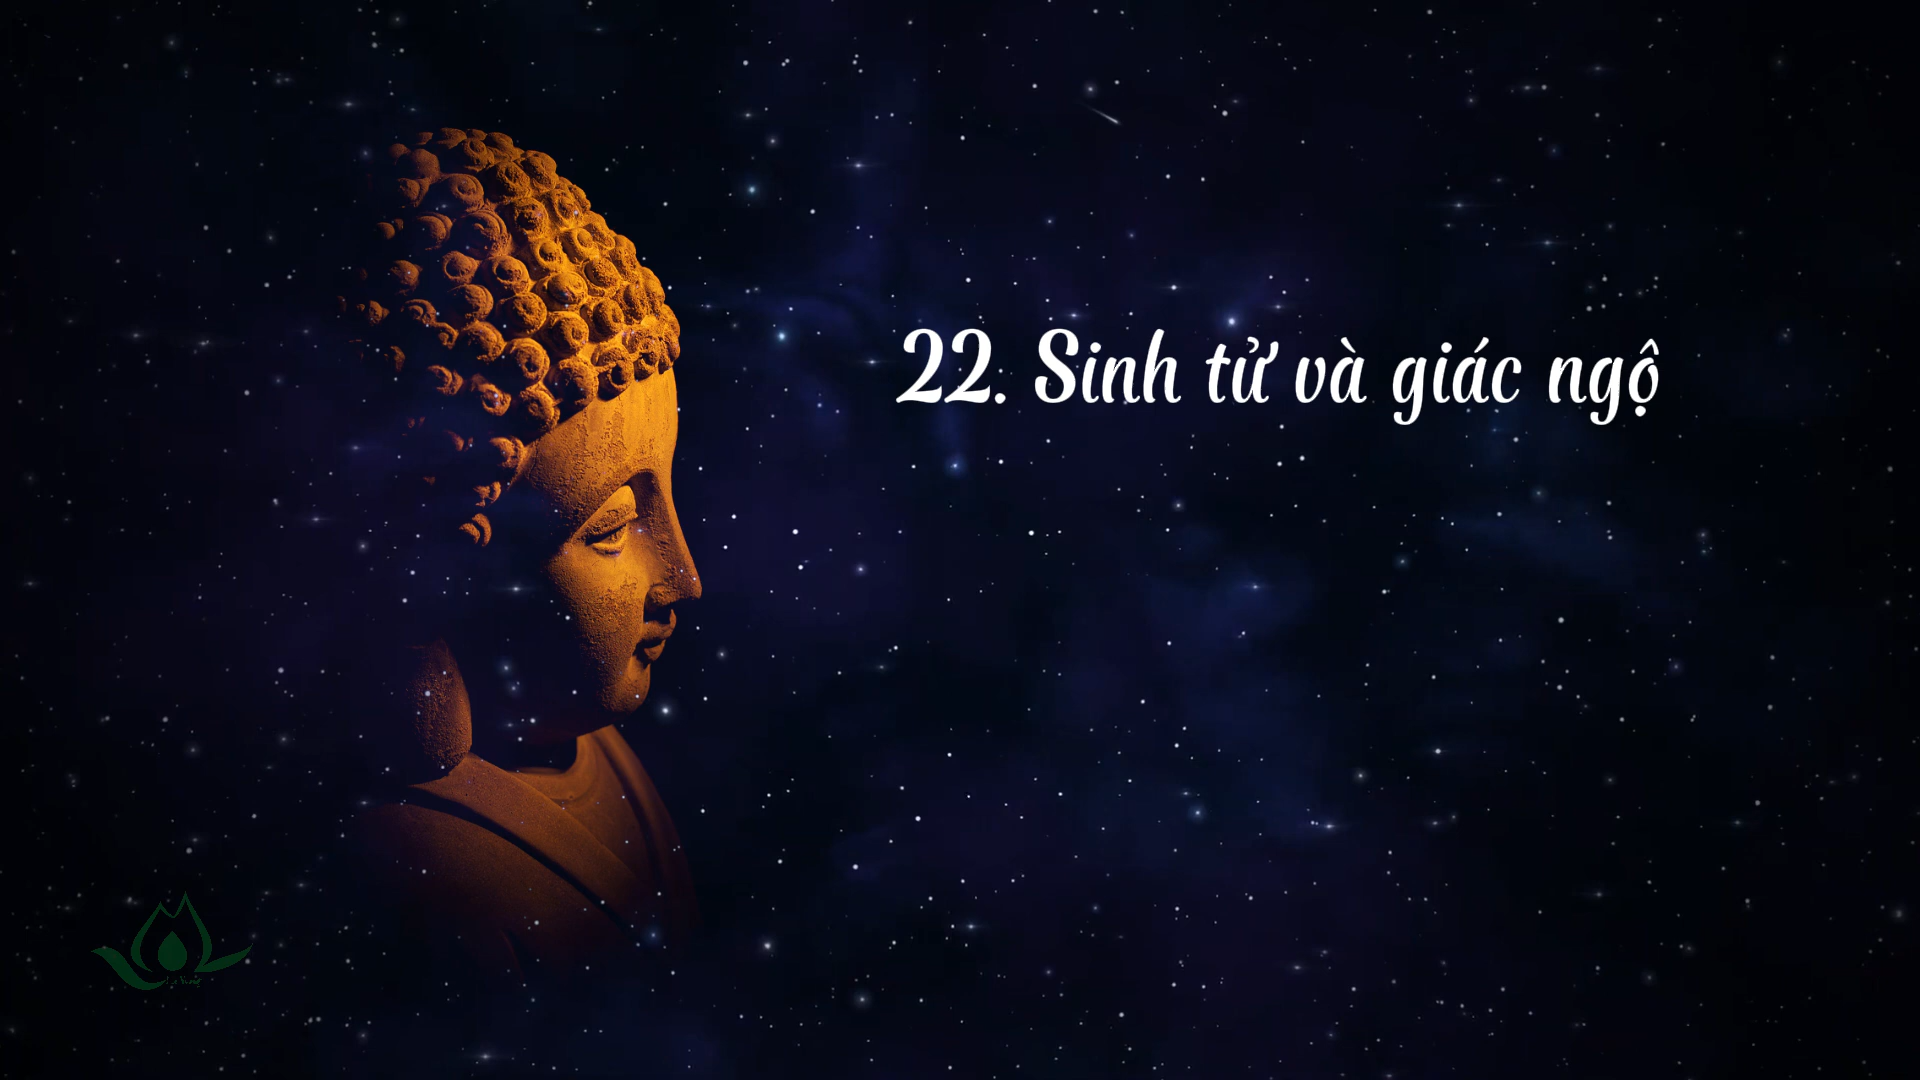 22. Sinh tử và giác ngộ